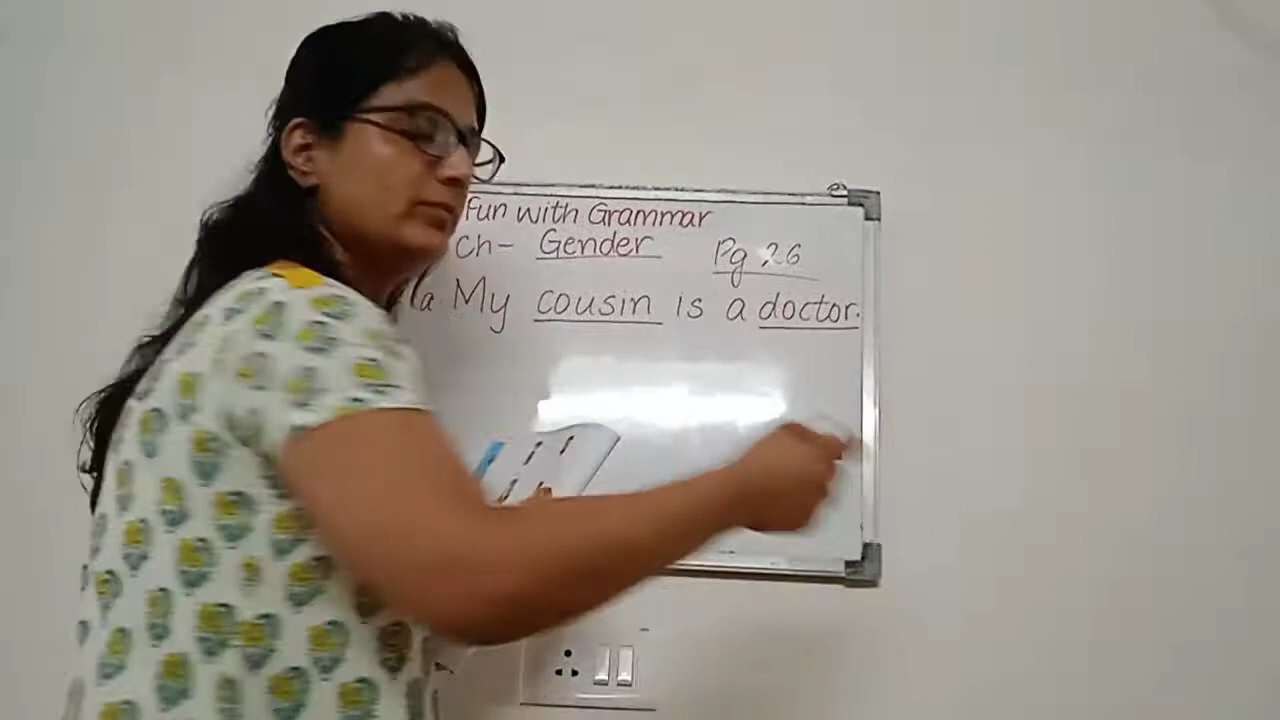 Fun with Grammar
Ch- Gender Pg 26
a. My cousin is a doctor.